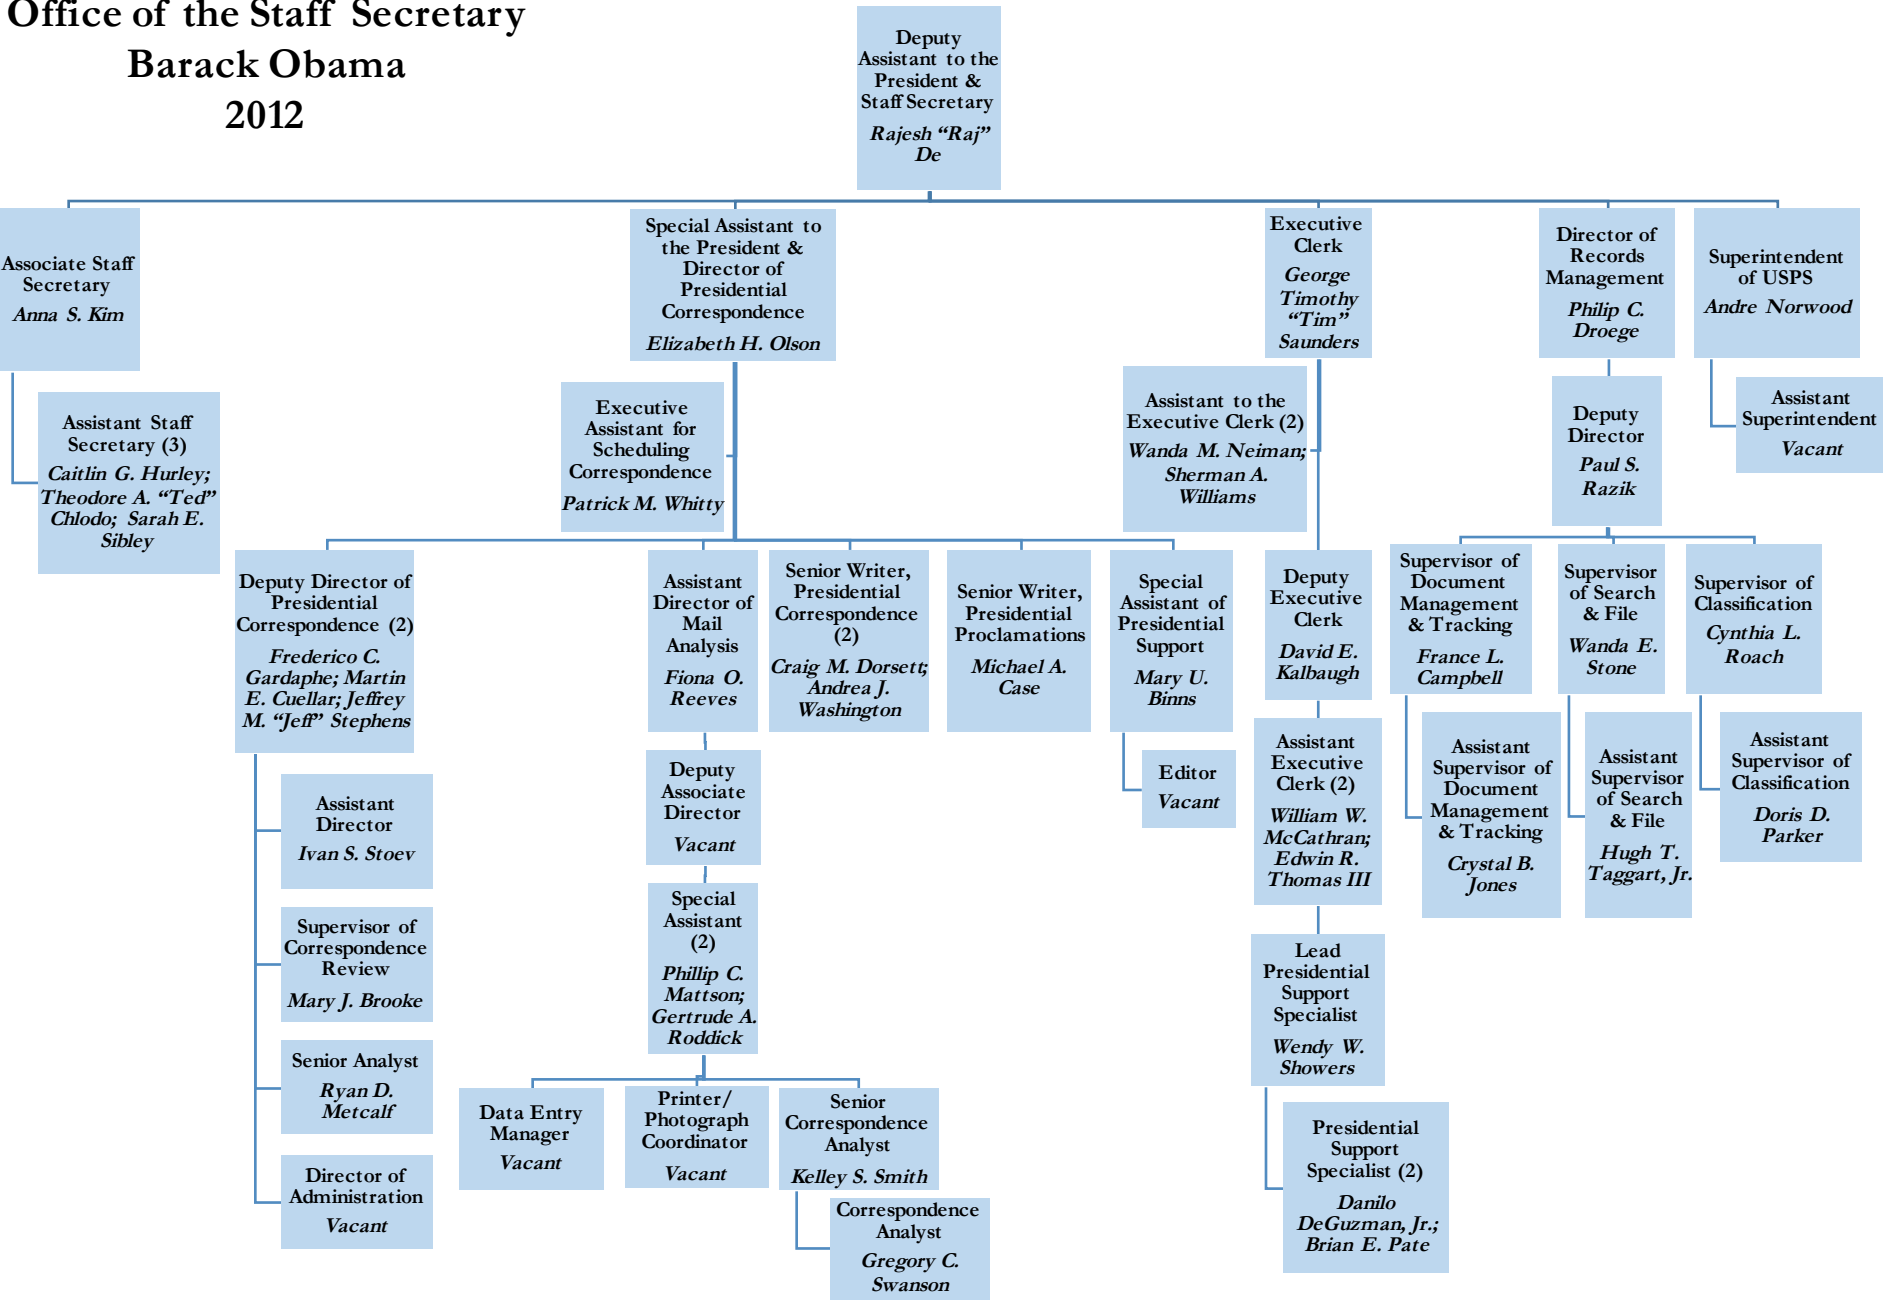 Office of the Staff Secretary
Barack Obama
2012
Deputy
Assistant to the
President &
Staff Secretary
Rajesh “Raj”
De
Associate Staff
Secretary
Anna S. Kim
Assistant Staff
Secretary (3)
Caitlin G. Hurley;
Theodore A. “Ted”
Chlodo; Sarah E.
Sibley
Special Assistant to
the President &
Director of
Presidential
Correspondence
Elizabeth H. Olson
Executive
Assistant for
Scheduling
Correspondence
Patrick M. Whitty
Deputy Director of
Presidential
Correspondence (2)
Frederico C.
Gardaphe; Martin
E. Cuellar; Jeffrey
M. “Jeff” Stephens
Assistant
Director
Ivan S. Stoev
Supervisor of
Correspondence
Review
Mary J. Brooke
Senior Analyst
Ryan D.
Metcalf
Director of
Administration
Vacant
Assistant
Director of
Mail
Analysis
Fiona O.
Reeves
Deputy
Associate
Director
Vacant
Special
Assistant
(2)
Phillip C.
Mattson;
Gertrude A.
Roddick
Data Entry
Manager
Vacant
Printer/
Photograph
Coordinator
Vacant
Senior
Correspondence
Analyst
Kelley S. Smith
Correspondence
Analyst
Gregory C.
Swanson
Senior Writer,
Presidential
Correspondence
(2)
Craig M. Dorsett;
Andrea J.
Washington
Senior Writer,
Presidential
Proclamations
Michael A.
Case
Special
Assistant of
Presidential
Support
Mary U.
Binns
Editor
Vacant
Executive
Clerk
George
Timothy
“Tim”
Saunders
Assistant to the
Executive Clerk (2)
Wanda M. Neiman;
Sherman A.
Williams
Deputy
Executive
Clerk
David E.
Kalbaugh
Assistant
Executive
Clerk (2)
William W.
McCathran;
Edwin R.
Thomas III
Lead
Presidential
Support
Specialist
Wendy W.
Showers
Presidential
Support
Specialist (2)
Danilo
DeGuzman, Jr.;
Brian E. Pate
Director of
Records
Management
Philip C.
Droege
Deputy
Director
Paul S.
Razik
Supervisor of
Document
Management
& Tracking
France L.
Campbell
Assistant
Supervisor of
Document
Management
& Tracking
Crystal B.
Jones
Supervisor
of Search
& File
Wanda E.
Stone
Assistant
Supervisor
of Search
& File
Hugh T.
Taggart, Jr.
Supervisor of
Classification
Cynthia L.
Roach
Assistant
Supervisor of
Classification
Doris D.
Parker
Superintendent
of USPS
Andre Norwood
Assistant
Superintendent
Vacant